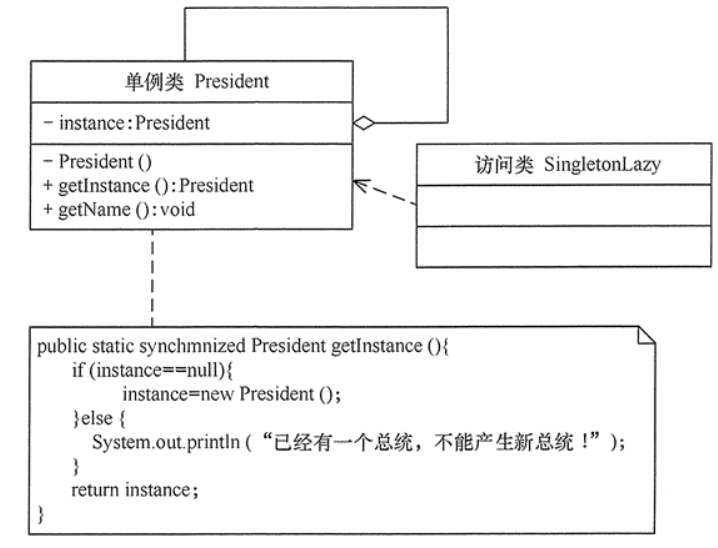 单例类 President
- instance:President
- President ()
+ getInstance ():President
+ getName ():void
访问类 SingletonLazy
public static synchmnized President getInstance (){
if (instance==null){
instance=new President ();
}else {
System.out.println (“已经有一个总统，不能产生新总统！”);
}
return instance;
}